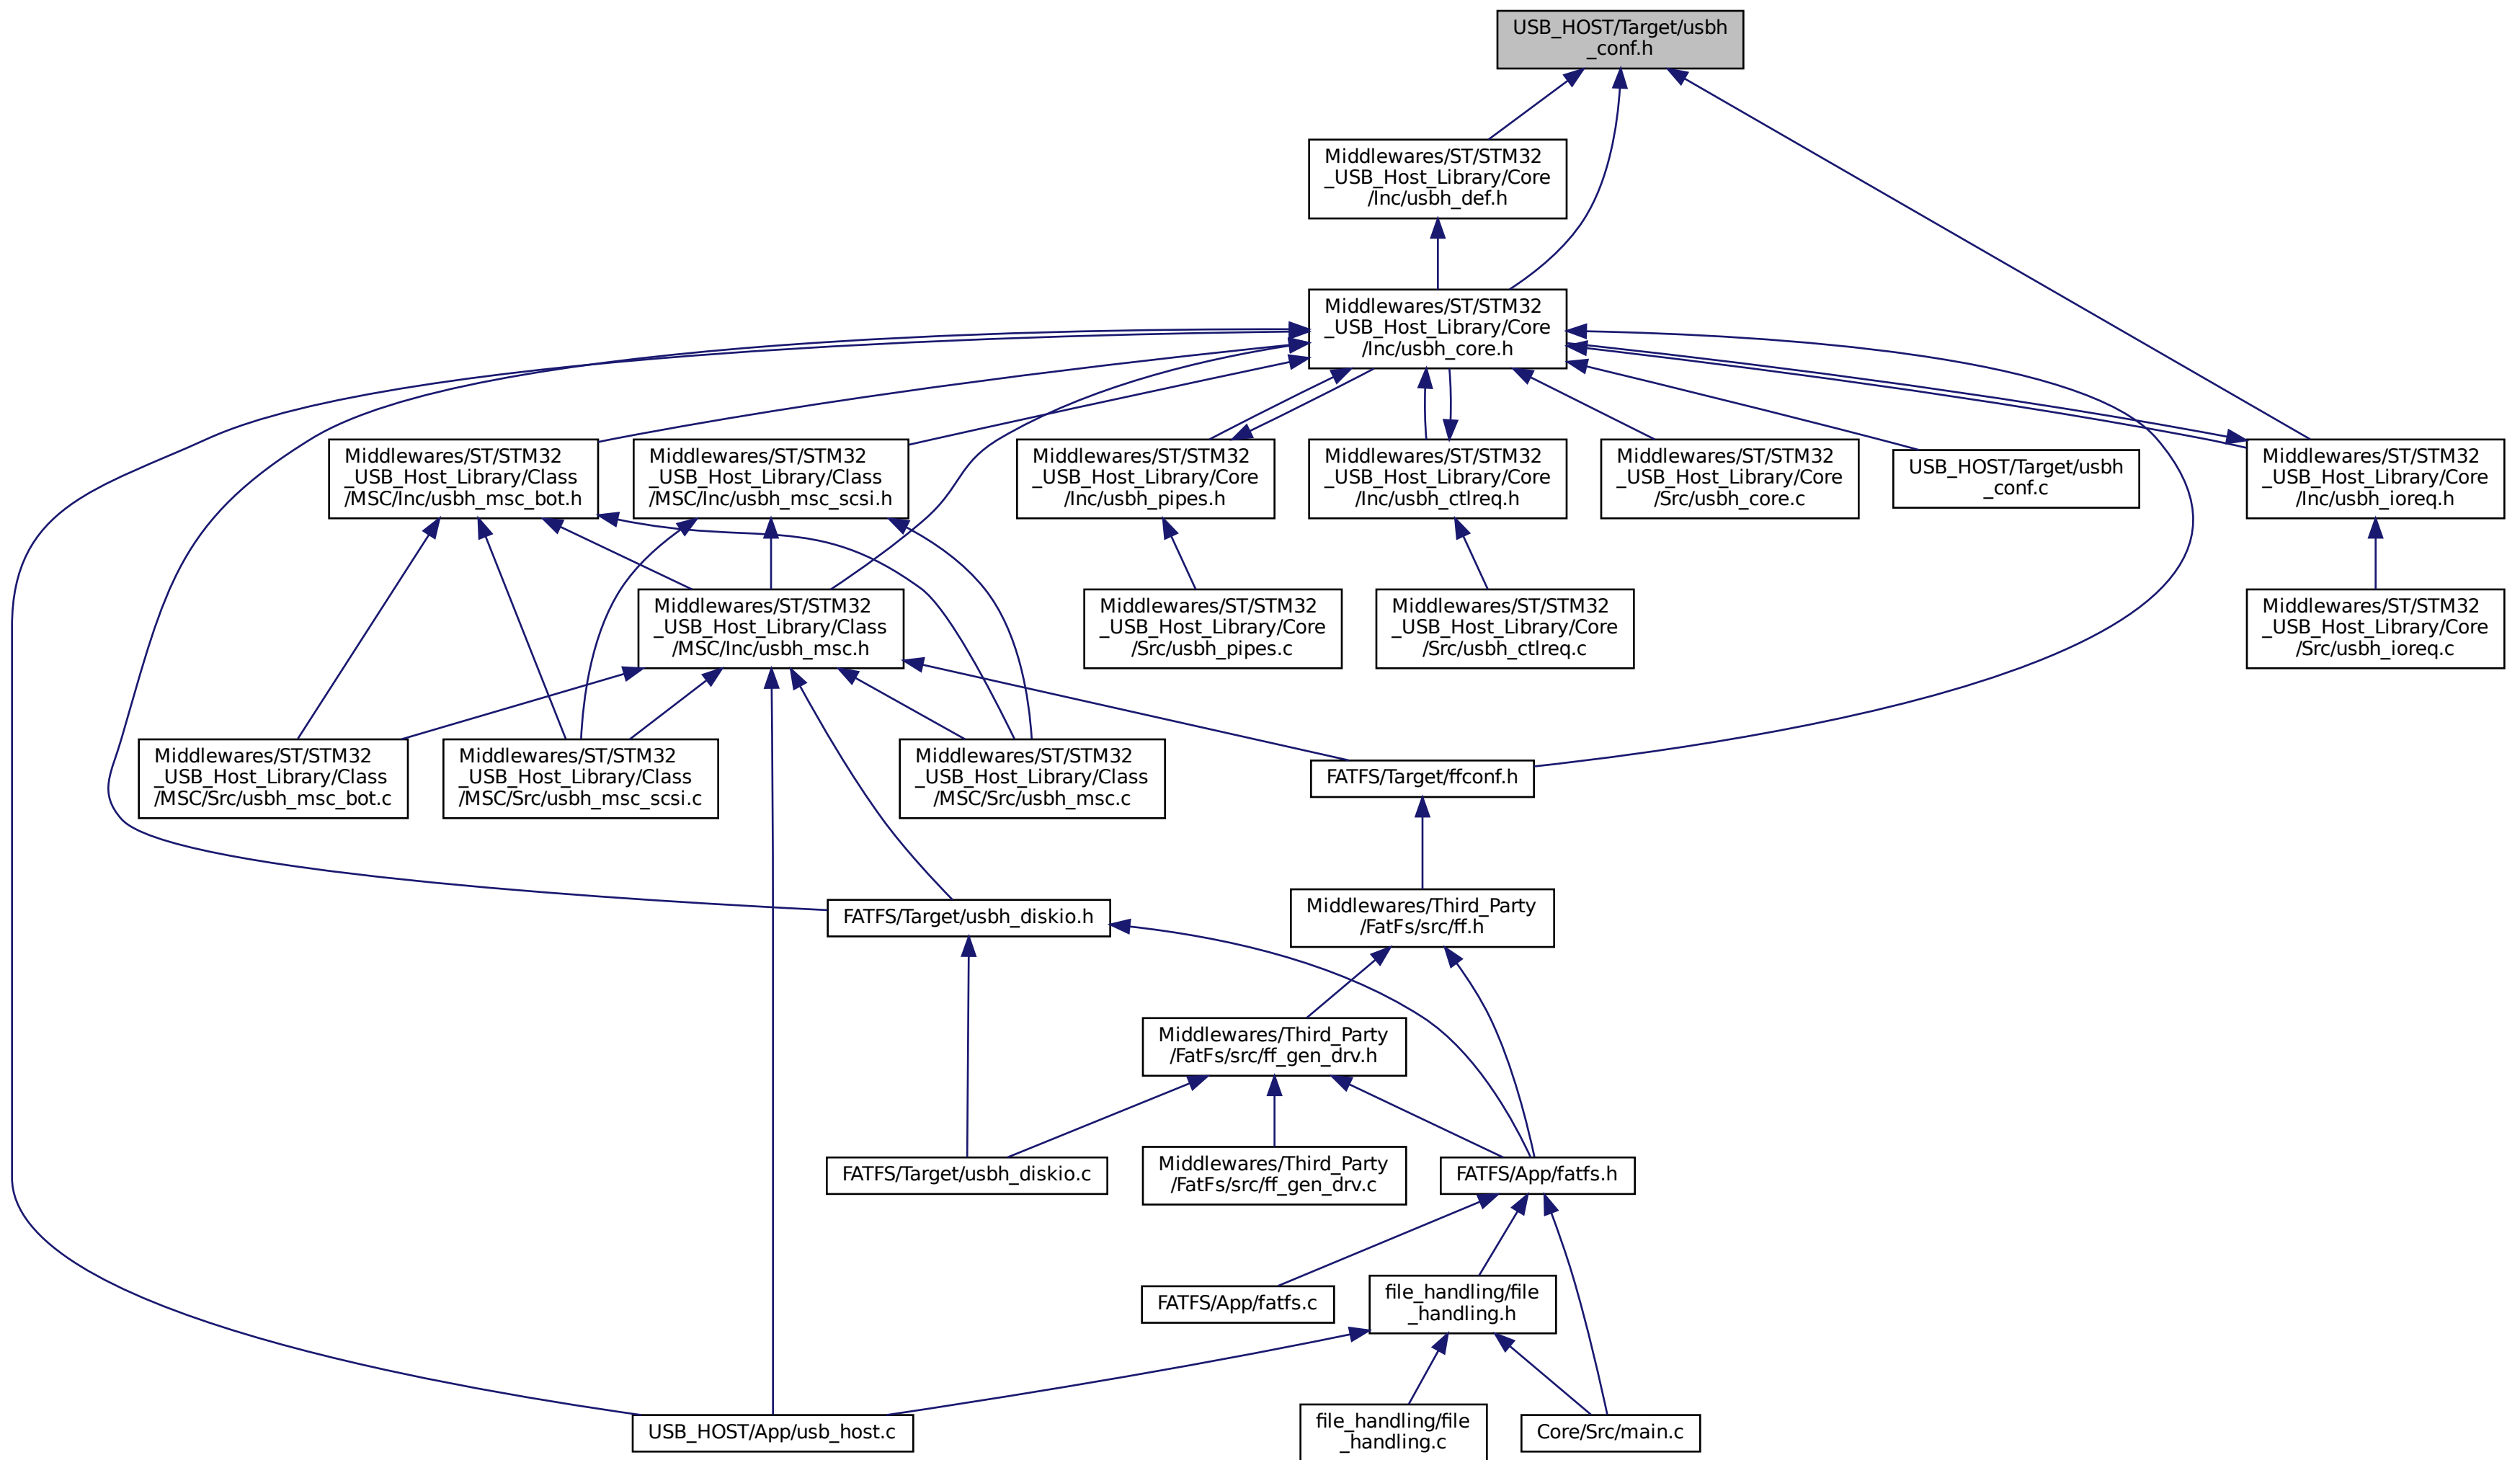 USB_HOST/Target/usbh
_conf.h
Middlewares/ST/STM32
_USB_Host_Library/Core
/Inc/usbh_def.h
Middlewares/ST/STM32
_USB_Host_Library/Core
/Inc/usbh_core.h
Middlewares/ST/STM32
_USB_Host_Library/Class
/MSC/Inc/usbh_msc_bot.h
Middlewares/ST/STM32
_USB_Host_Library/Class
/MSC/Inc/usbh_msc_scsi.h
Middlewares/ST/STM32
_USB_Host_Library/Core
/Inc/usbh_pipes.h
Middlewares/ST/STM32
_USB_Host_Library/Core
/Inc/usbh_ctlreq.h
Middlewares/ST/STM32
_USB_Host_Library/Core
/Src/usbh_core.c
USB_HOST/Target/usbh
_conf.c
Middlewares/ST/STM32
_USB_Host_Library/Core
/Inc/usbh_ioreq.h
Middlewares/ST/STM32
_USB_Host_Library/Class
/MSC/Inc/usbh_msc.h
Middlewares/ST/STM32
_USB_Host_Library/Core
/Src/usbh_pipes.c
Middlewares/ST/STM32
_USB_Host_Library/Core
/Src/usbh_ctlreq.c
Middlewares/ST/STM32
_USB_Host_Library/Core
/Src/usbh_ioreq.c
Middlewares/ST/STM32
_USB_Host_Library/Class
/MSC/Src/usbh_msc_bot.c
Middlewares/ST/STM32
_USB_Host_Library/Class
/MSC/Src/usbh_msc_scsi.c
Middlewares/ST/STM32
_USB_Host_Library/Class
/MSC/Src/usbh_msc.c
FATFS/Target/ffconf.h
FATFS/Target/usbh_diskio.h
Middlewares/Third_Party
/FatFs/src/ff.h
Middlewares/Third_Party
/FatFs/src/ff_gen_drv.h
FATFS/Target/usbh_diskio.c
Middlewares/Third_Party
/FatFs/src/ff_gen_drv.c
FATFS/App/fatfs.h
FATFS/App/fatfs.c
file_handling/file
_handling.h
USB_HOST/App/usb_host.c
file_handling/file
_handling.c
Core/Src/main.c